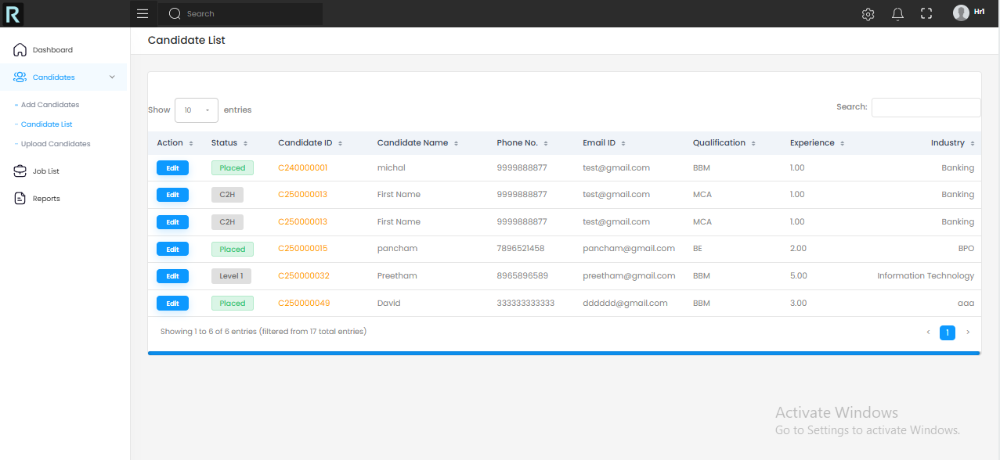 R
Search
Hr1
Candidate List
Dashboard
Candidates
- Add Candidates
- Candidate List
- Upload Candidates
Job List
Reports
Show 10 entries
Search:
Action Status Candidate ID Candidate Name Phone No. Email ID Qualification Experience Industry
Edit Placed C240000001 michal 9999888877 test@gmail.com BBM 1.00 Banking
Edit C2H C250000013 First Name 9999888877 test@gmail.com MCA 1.00 Banking
Edit C2H C250000013 First Name 9999888877 test@gmail.com MCA 1.00 Banking
Edit Placed C250000015 pancham 7896521458 pancham@gmail.com BE 2.00 BPO
Edit Level 1 C250000032 Preetham 8965896589 preetham@gmail.com BBM 5.00 Information Technology
Edit Placed C250000049 David 333333333333 dddddd@gmail.com BBM 3.00 aaa
Showing 1 to 6 of 6 entries (filtered from 17 total entries)
‹ 1 ›
Activate Windows
Go to Settings to activate Windows.